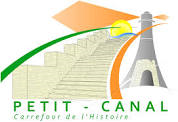 PETIT - CANAL
Carrefour de l'Histoire